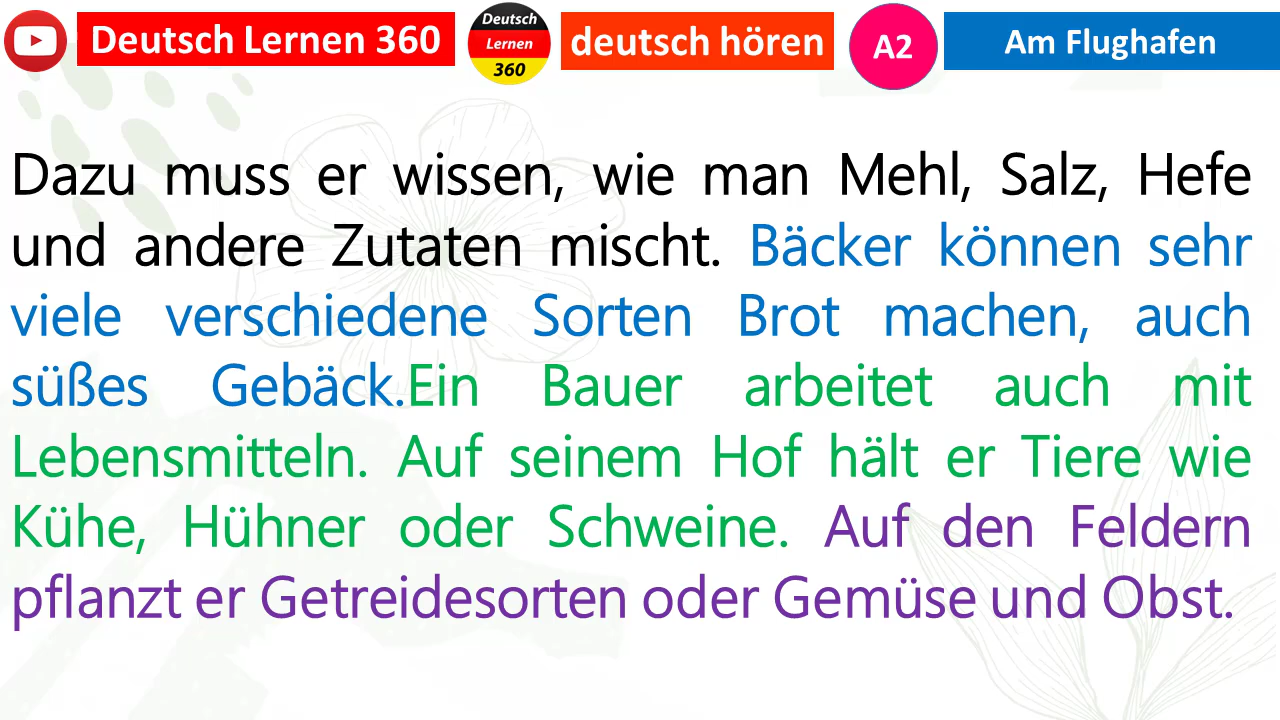 Deutsch Lernen 360
Deutsch
Lernen
360
deutsch hören
A2
Am Flughafen
Dazu muss er wissen, wie man Mehl, Salz, Hefe
und andere Zutaten mischt. Bäcker können sehr
viele verschiedene Sorten Brot machen, auch
süßes Gebäck.Ein Bauer arbeitet auch mit
Lebensmitteln. Auf seinem Hof hält er Tiere wie
Kühe, Hühner oder Schweine. Auf den Feldern
pflanzt er Getreidesorten oder Gemüse und Obst.